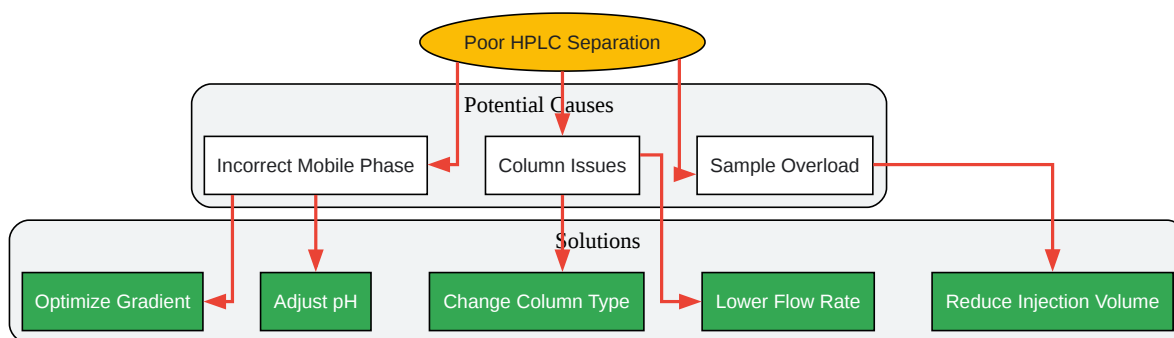 Poor HPLC Separation
Potential Causes
Incorrect Mobile Phase
Column Issues
Sample Overload
Solutions
Optimize Gradient
Adjust pH
Change Column Type
Lower Flow Rate
Reduce Injection Volume